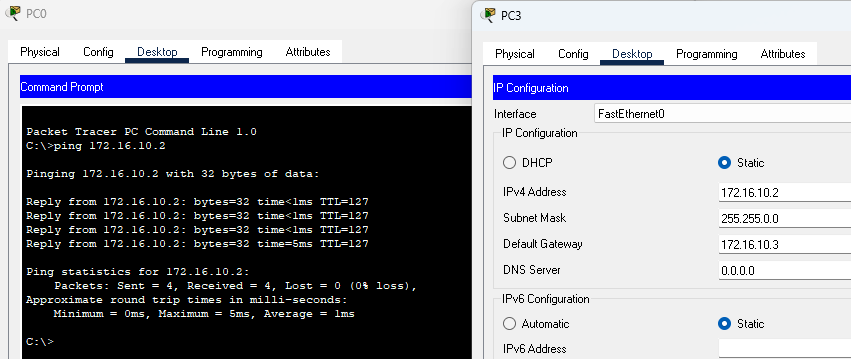 PC0
Physical Config Desktop Programming Attributes
Command Prompt
Packet Tracer PC Command Line 1.0
C:\>ping 172.16.10.2
Pinging 172.16.10.2 with 32 bytes of data:
Reply from 172.16.10.2: bytes=32 time<1ms TTL=127
Reply from 172.16.10.2: bytes=32 time<1ms TTL=127
Reply from 172.16.10.2: bytes=32 time<1ms TTL=127
Reply from 172.16.10.2: bytes=32 time=5ms TTL=127
Ping statistics for 172.16.10.2:
Packets: Sent = 4, Received = 4, Lost = 0 (0% loss),
Approximate round trip times in milli-seconds:
Minimum = 0ms, Maximum = 5ms, Average = 1ms
C:\>
PC3
Physical Config Desktop Programming Attributes
IP Configuration
Interface FastEthernet0
IP Configuration
DHCP Static
IPv4 Address 172.16.10.2
Subnet Mask 255.255.0.0
Default Gateway 172.16.10.3
DNS Server 0.0.0.0
IPv6 Configuration
Automatic Static
IPv6 Address